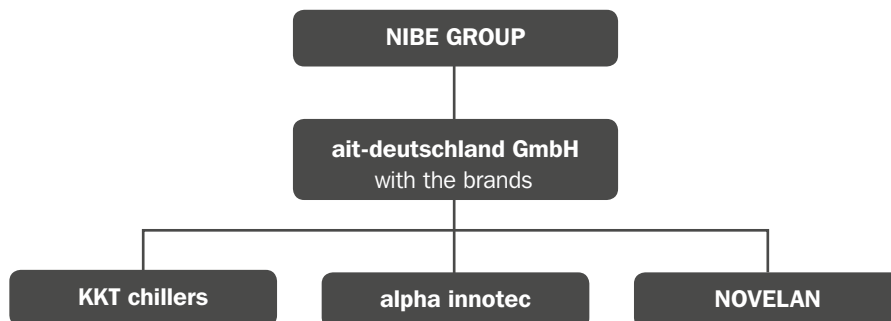 NIBE GROUP
ait-deutschland GmbH
with the brands
KKT chillers
alpha innotec
NOVELAN